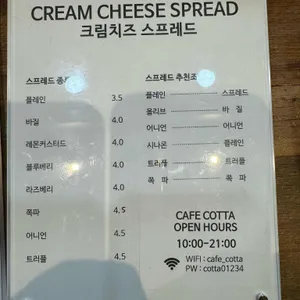 CREAM CHEESE SPREAD
크림치즈 스프레드
스프레드 종류
플레인 3.5
바질 4.0
레몬커스터드 4.0
블루베리 4.0
라즈베리 4.0
쪽파 4.5
어니언 4.5
트러플 4.5
스프레드 추천조
플레인 스프레드
올리브 바 질
어니언 어니언
시나몬 플레인
트러플 트러플
쪽 파 쪽 파
CAFE COTTA
OPEN HOURS
10:00-21:00
WIFI : cafe_cotta
PW : cotta01234